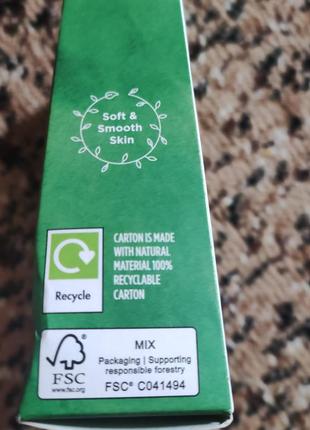 Soft &
Smooth
Skin
CARTON IS MADE
WITH NATURAL
MATERIAL 100%
RECYCLABLE
CARTON
Recycle
FSC
www.fsc.org
MIX
Packaging | Supporting
responsible forestry
FSC® C041494